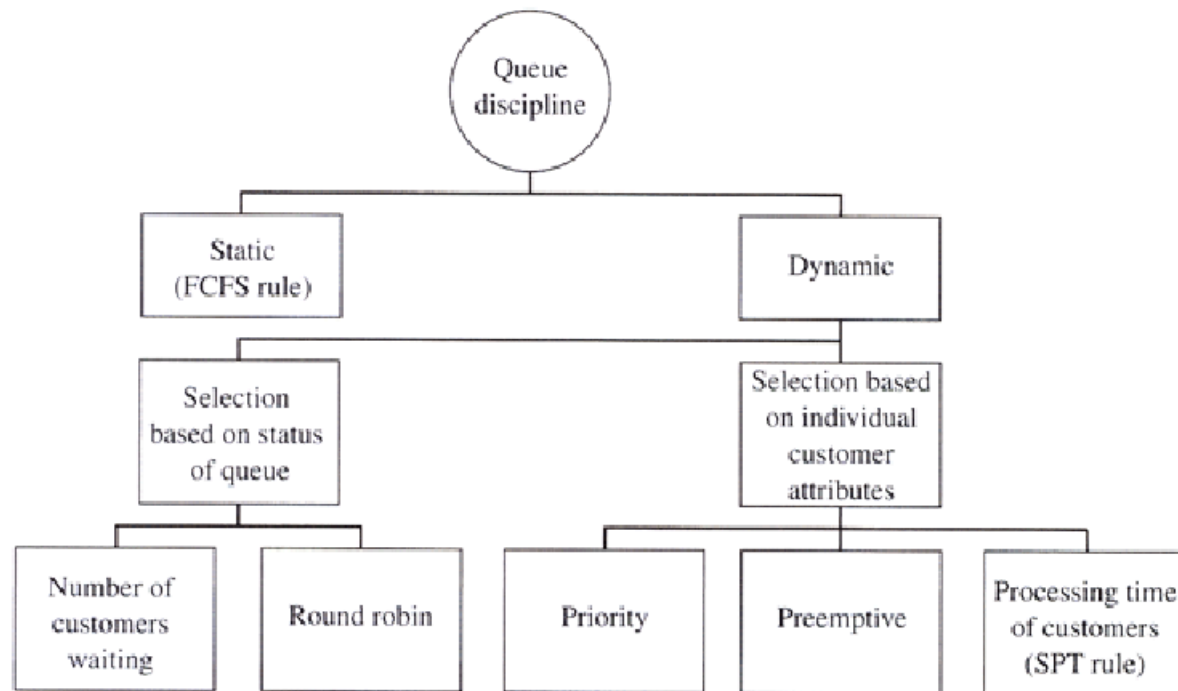 Queue
discipline
Static
(FCFS rule)
Dynamic
Selection
based on status
of queue
Selection based
on individual
customer
attributes
Number of
customers
waiting
Round robin
Priority
Preemptive
Processing time
of customers
(SPT rule)